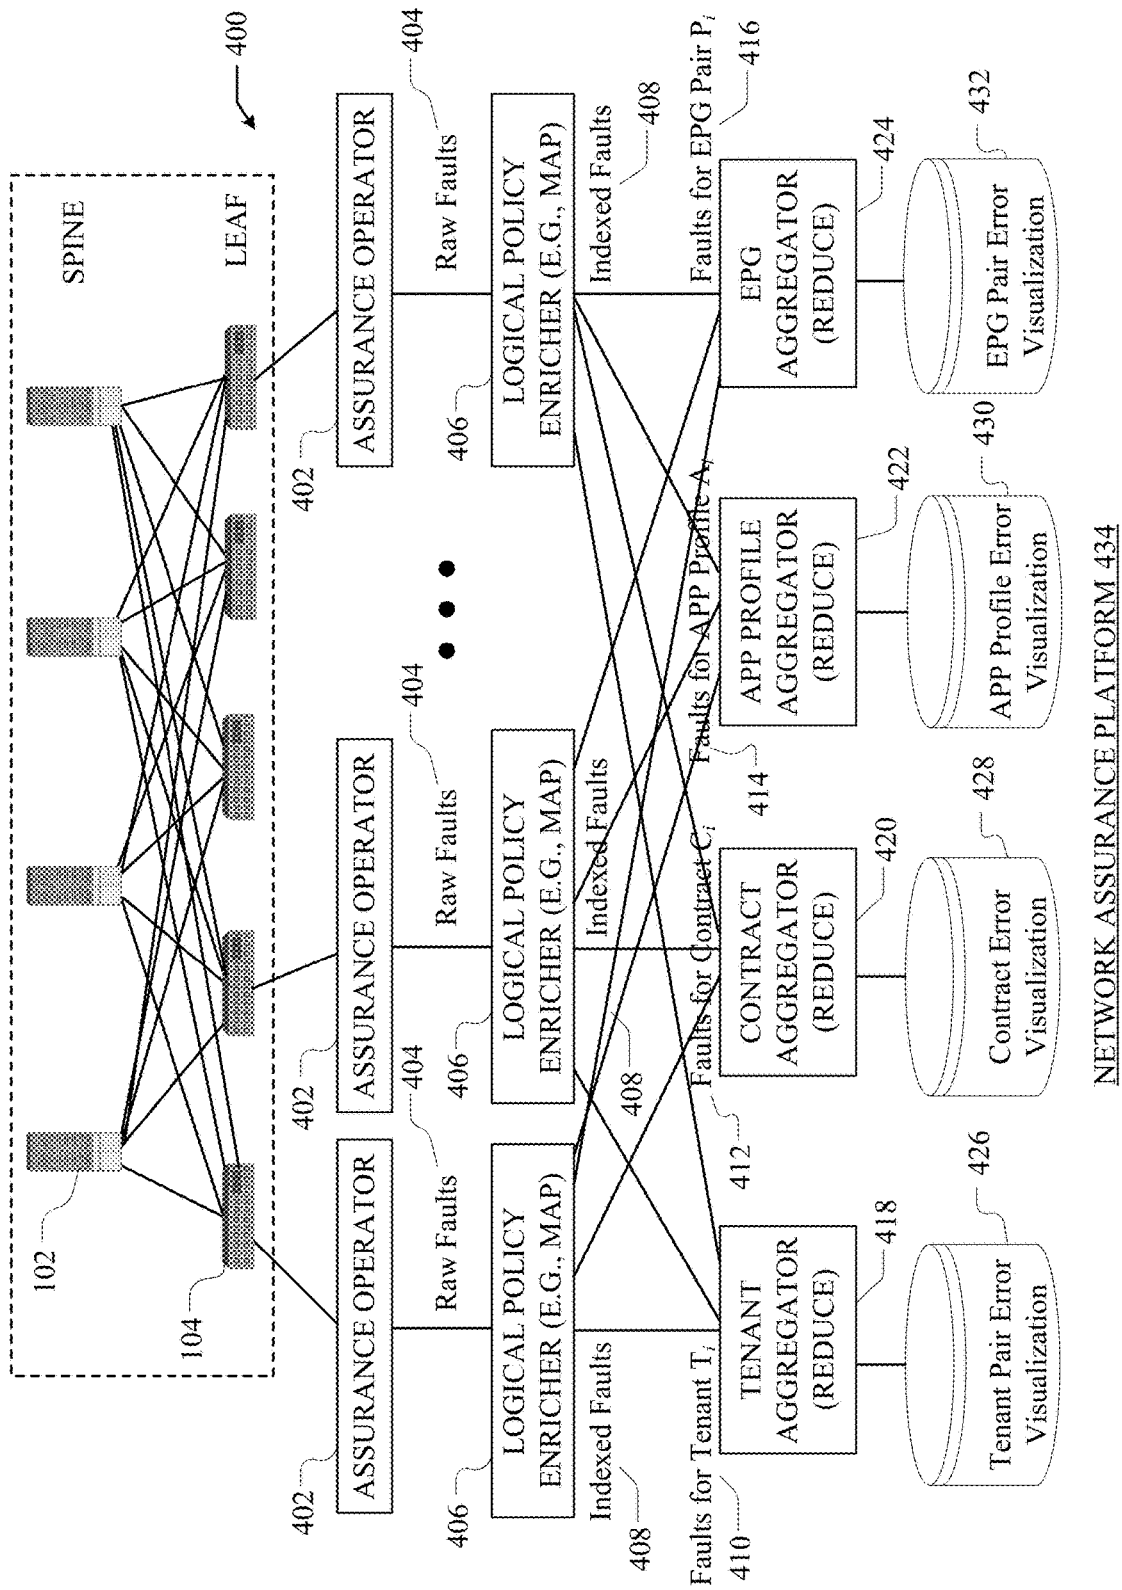 400
SPINE
LEAF
102
104
402
ASSURANCE OPERATOR
402
ASSURANCE OPERATOR
402
ASSURANCE OPERATOR
Raw Faults
404
Raw Faults
404
Raw Faults
404
406
LOGICAL POLICY
ENRICHER (E.G., MAP)
406
LOGICAL POLICY
ENRICHER (E.G., MAP)
406
LOGICAL POLICY
ENRICHER (E.G., MAP)
Indexed Faults
408
Indexed Faults
408
Indexed Faults
408
Faults for Tenant Ti
410
Faults for Contract Ci
412
Faults for APP Profile Ai
414
Faults for EPG Pair Pi
416
TENANT
AGGREGATOR
(REDUCE)
418
CONTRACT
AGGREGATOR
(REDUCE)
420
APP PROFILE
AGGREGATOR
(REDUCE)
422
EPG
AGGREGATOR
(REDUCE)
424
Tenant Pair Error
Visualization
426
Contract Error
Visualization
428
APP Profile Error
Visualization
430
EPG Pair Error
Visualization
432
NETWORK ASSURANCE PLATFORM 434